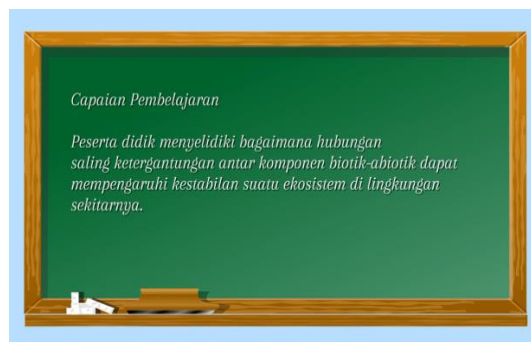 Capaian Pembelajaran
Peserta didik menyelidiki bagaimana hubungan
saling ketergantungan antar komponen biotik-abiotik dapat
mempengaruhi kestabilan suatu ekosistem di lingkungan
sekitarnya.